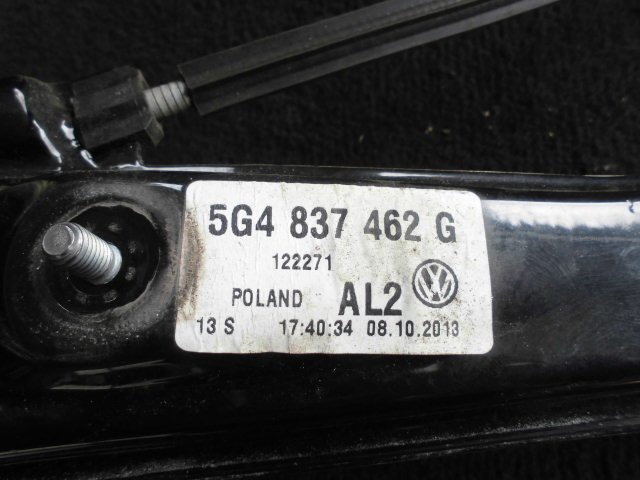 5G4 837 462 G
122271
POLAND AL2
13 S 17:40:34 08.10.2013